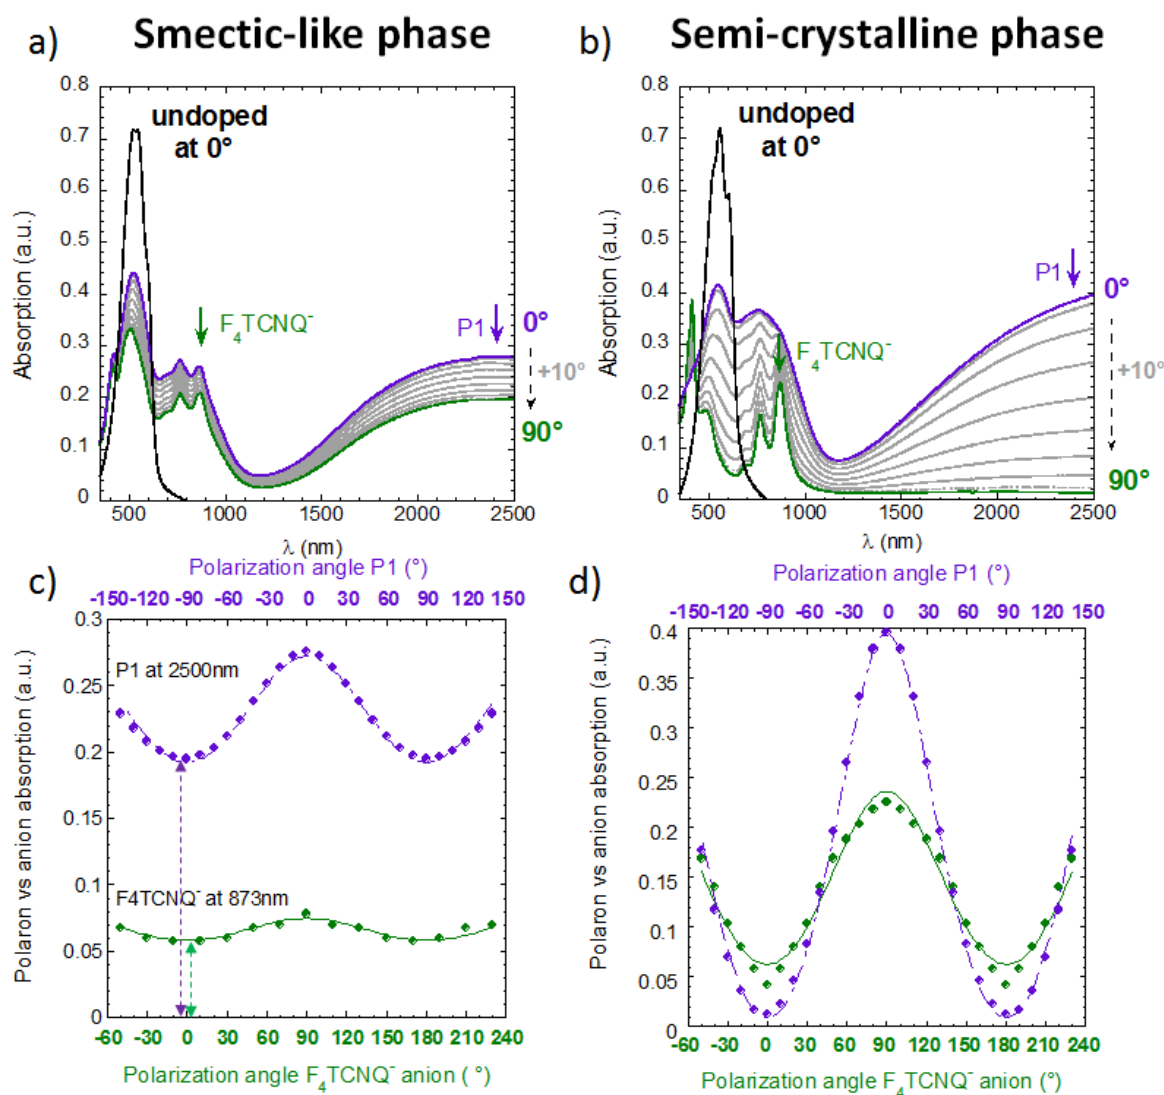 Smectic-like phase
Semi-crystalline phase
a)
0.8
0.7
0.6
0.5
0.4
0.3
0.2
0.1
0
Absorption (a.u.)
undoped
at 0°
F4TCNQ-
P1
0°
+10°
90°
500 1000 1500 2000 2500
λ (nm)
b)
0.8
0.7
0.6
0.5
0.4
0.3
0.2
0.1
0
Absorption (a.u.)
undoped
at 0°
P1
0°
F4TCNQ-
+10°
90°
500 1000 1500 2000 2500
λ (nm)
c)
Polarization angle P1 (°)
-150 -120 -90 -60 -30 0 30 60 90 120 150
0.3
0.25
0.2
0.15
0.1
0.05
0
Polaron vs anion absorption (a.u.)
P1 at 2500nm
F4TCNQ- at 873nm
-60 -30 0 30 60 90 120 150 180 210 240
Polarization angle F4TCNQ- anion ( °)
d)
Polarization angle P1 (°)
-150 -120 -90 -60 -30 0 30 60 90 120 150
0.4
0.35
0.3
0.25
0.2
0.15
0.1
0.05
0
Polaron vs anion absorption (a.u.)
-60 -30 0 30 60 90 120 150 180 210 240
Polarization angle F4TCNQ- anion (°)